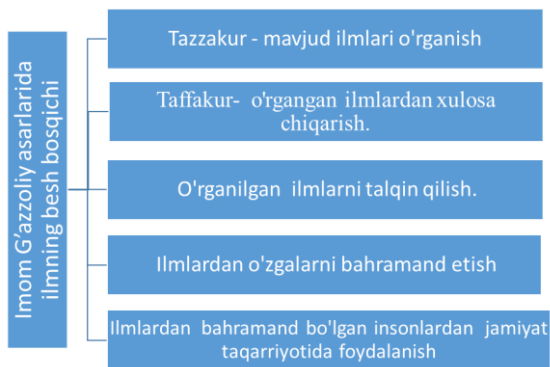 Imom G'azzoliy asarlarida
ilmning besh bosqichi
Tazzakur - mavjud ilmlari o'rganish
Taffakur- o'rgangan ilmlardan xulosa
chiqarish.
O'rganilgan ilmlarni talqin qilish.
Ilmlardan o'zgalarni bahramand etish
Ilmlardan bahramand bo'lgan insonlardan jamiyat
taqarriyotida foydalanish